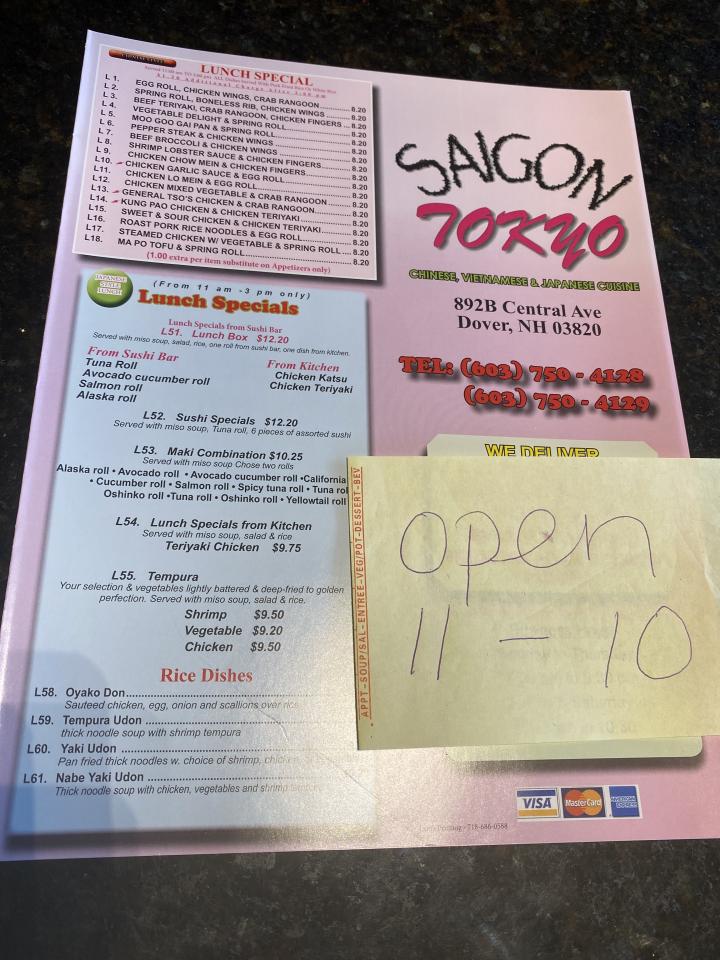 CHINESE STYLE
LUNCH SPECIAL
L 1. EGG ROLL, CHICKEN WINGS, CRAB RANGOON 8.20
L 2. SPRING ROLL, BONELESS RIB, CHICKEN WINGS 8.20
L 3. BEEF TERIYAKI, CRAB RANGOON, CHICKEN FINGERS 8.20
L 4. VEGETABLE DELIGHT & SPRING ROLL 8.20
L 5. MOO GOO GAI PAN & SPRING ROLL 8.20
L 6. PEPPER STEAK & CHICKEN WINGS 8.20
L 7. BEEF BROCCOLI & CHICKEN WINGS 8.20
L 8. SHRIMP LOBSTER SAUCE & CHICKEN FINGERS 8.20
L 9. CHICKEN CHOW MEIN & CHICKEN FINGERS 8.20
L10. CHICKEN GARLIC SAUCE & EGG ROLL 8.20
L11. CHICKEN LO MEIN & EGG ROLL 8.20
L12. CHICKEN MIXED VEGETABLE & CRAB RANGOON 8.20
L13. GENERAL TSO'S CHICKEN & CRAB RANGOON 8.20
L14. KUNG PAO CHICKEN & CHICKEN TERIYAKI 8.20
L15. SWEET & SOUR CHICKEN & CHICKEN TERIYAKI 8.20
L16. ROAST PORK RICE NOODLES & EGG ROLL 8.20
L17. STEAMED CHICKEN W/ VEGETABLE & SPRING ROLL 8.20
L18. MA PO TOFU & SPRING ROLL 8.20
(1.00 extra per item substitute on Appetizers only)
JAPANESE
STYLE
LUNCH
(From 11 am -3 pm only)
Lunch Specials
Lunch Specials from Sushi Bar
L51. Lunch Box $12.20
Served with miso soup, salad, rice, one roll from sushi bar, one dish from kitchen.
From Sushi Bar
Tuna Roll
Avocado cucumber roll
Salmon roll
Alaska roll
From Kitchen
Chicken Katsu
Chicken Teriyaki
L52. Sushi Specials $12.20
Served with miso soup, Tuna roll, 6 pieces of assorted sushi
L53. Maki Combination $10.25
Served with miso soup Chose two rolls
Alaska roll • Avocado roll • Avocado cucumber roll •California
• Cucumber roll • Salmon roll • Spicy tuna roll • Tuna roll
Oshinko roll •Tuna roll • Oshinko roll • Yellowtail roll
L54. Lunch Specials from Kitchen
Served with miso soup, salad & rice
Teriyaki Chicken $9.75
L55. Tempura
Your selection & vegetables lightly battered & deep-fried to golden
perfection. Served with miso soup, salad & rice.
Shrimp $9.50
Vegetable $9.20
Chicken $9.50
Rice Dishes
L58. Oyako Don
Sauteed chicken, egg, onion and scallions over rice
L59. Tempura Udon
thick noodle soup with shrimp tempura
L60. Yaki Udon
Pan fried thick noodles w. choice of shrimp, chicken
L61. Nabe Yaki Udon
Thick noodle soup with chicken, vegetables and shrimp
SAIGON
TOKYO
CHINESE, VIETNAMESE & JAPANESE CUISINE
892B Central Ave
Dover, NH 03820
TEL: (603) 750 - 4128
(603) 750 - 4129
WE DELIVER
APPT-SOUP/SAL-ENTREE-VEG/POT-DESSERT-BEV
open
11 - 10
VISA
MasterCard
AMERICAN EXPRESS
Printing - 718-686-0588